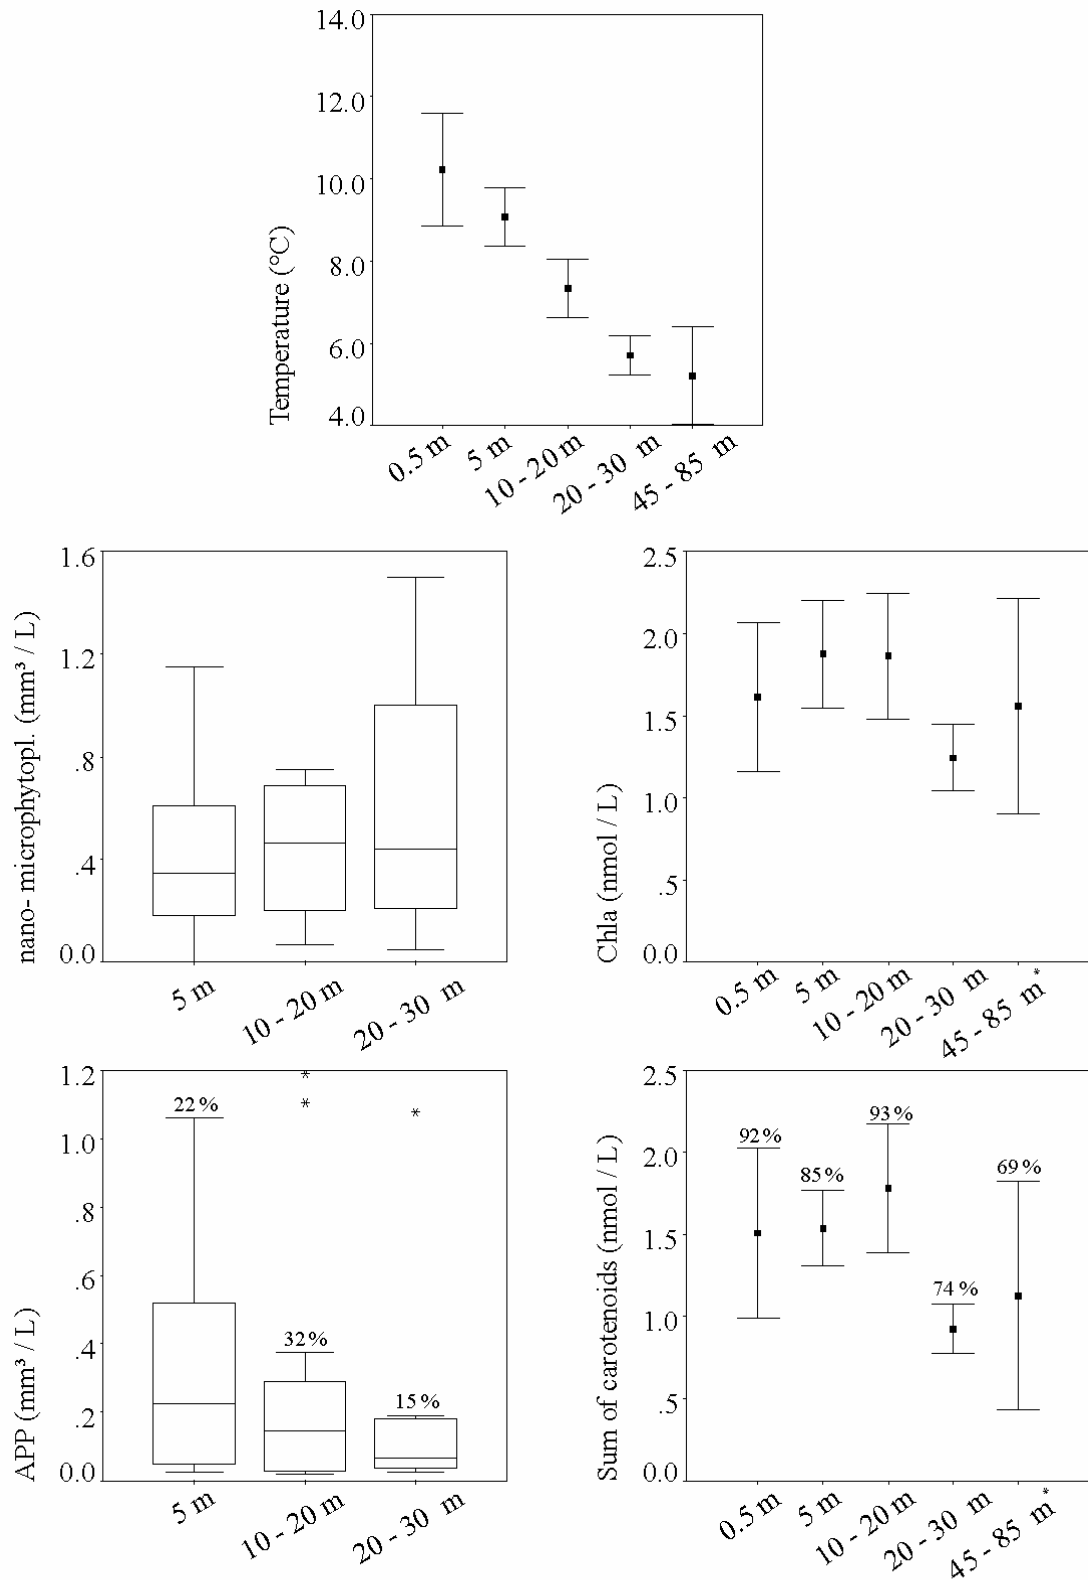 Temperature (°C)
14.0
12.0
10.0
8.0
6.0
4.0
0.5 m
5 m
10 - 20 m
20 - 30 m
45 - 85 m
nano- microphytopl. (mm³ / L)
1.6
1.2
.8
.4
0.0
5 m
10 - 20 m
20 - 30 m
Chla (nmol / L)
2.5
2.0
1.5
1.0
.5
0.0
0.5 m
5 m
10 - 20 m
20 - 30 m
45 - 85 m*
APP (mm³ / L)
1.2
1.0
.8
.6
.4
.2
0.0
22 %
32 %
15 %
*
*
*
5 m
10 - 20 m
20 - 30 m
Sum of carotenoids (nmol / L)
2.5
2.0
1.5
1.0
.5
0.0
92 %
85 %
93 %
74 %
69 %
0.5 m
5 m
10 - 20 m
20 - 30 m
45 - 85 m*